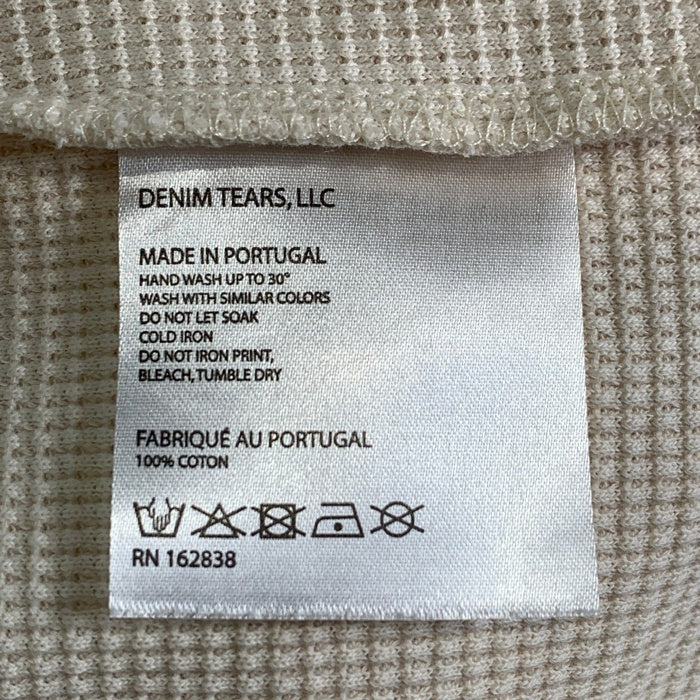 DENIM TEARS, LLC
MADE IN PORTUGAL
HAND WASH UP TO 30°
WASH WITH SIMILAR COLORS
DO NOT LET SOAK
COLD IRON
DO NOT IRON PRINT,
BLEACH, TUMBLE DRY
FABRIQUÉ AU PORTUGAL
100% COTON
RN 162838